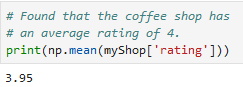 # Found that the coffee shop has
# an average rating of 4.
print(np.mean(myShop['rating']))
3.95